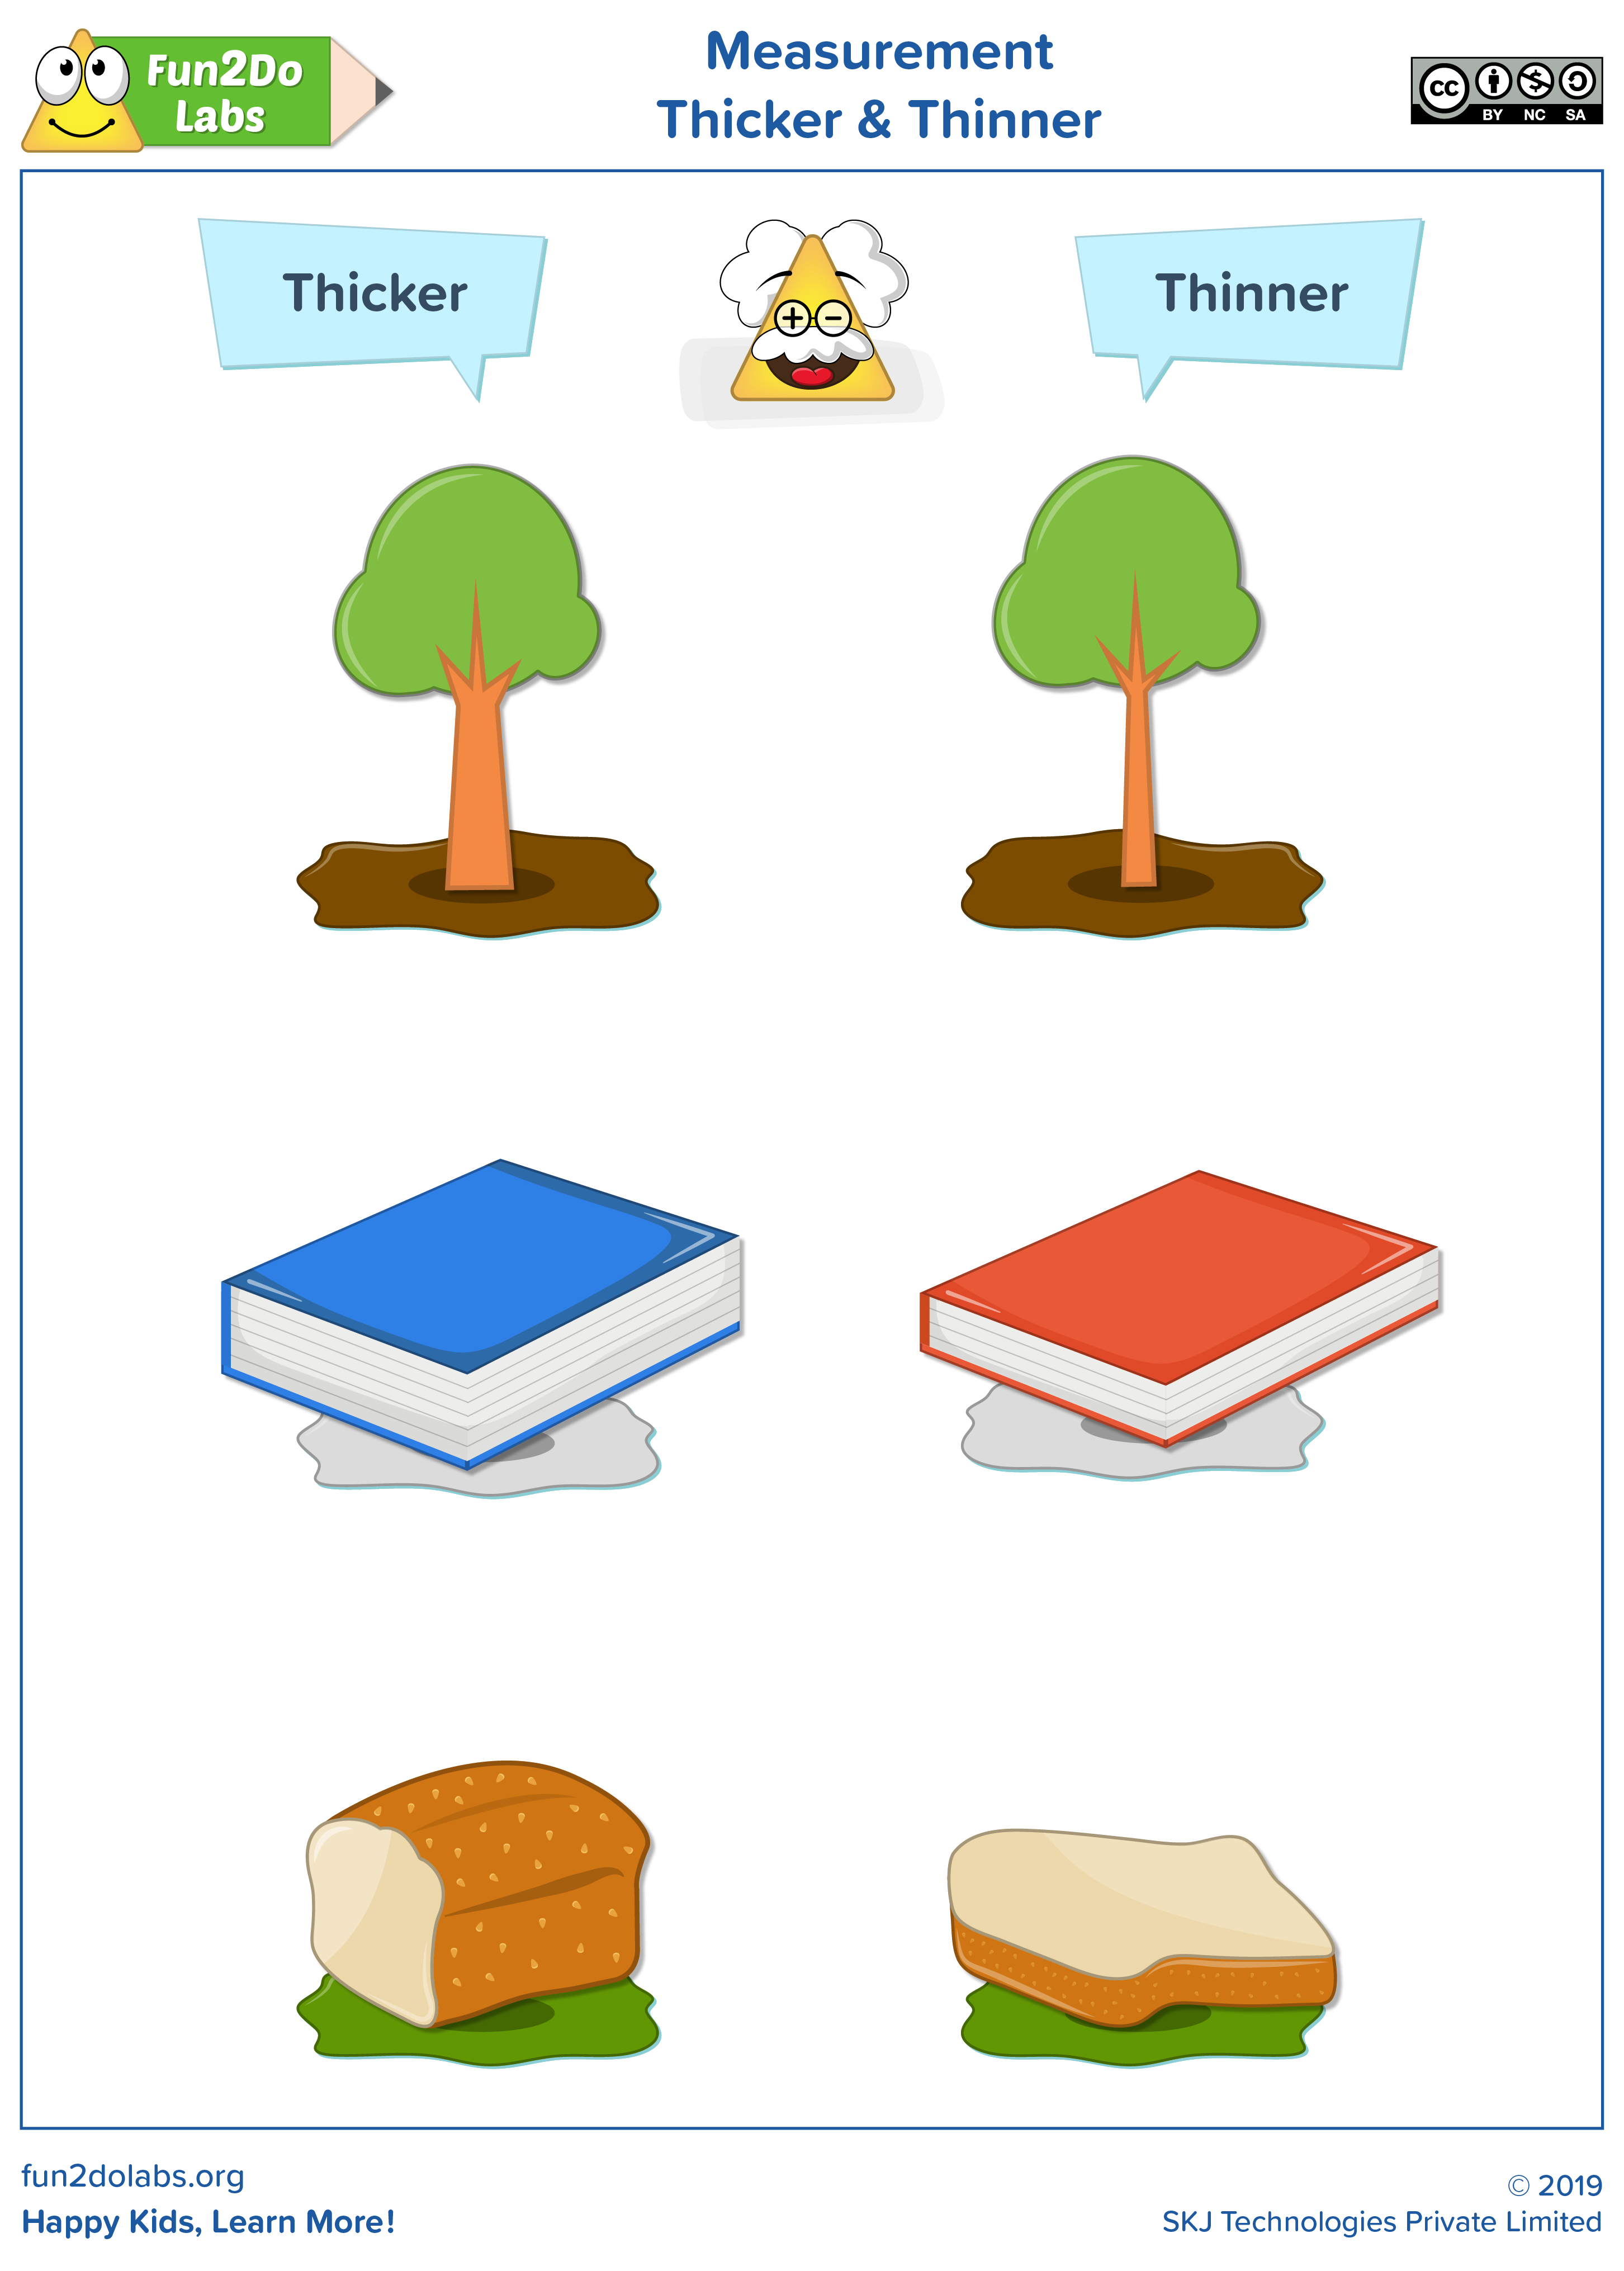 Fun2Do
Labs
Measurement
Thicker & Thinner
cc
BY NC SA
Thicker
Thinner
+ −
fun2dolabs.org
Happy Kids, Learn More!
© 2019
SKJ Technologies Private Limited